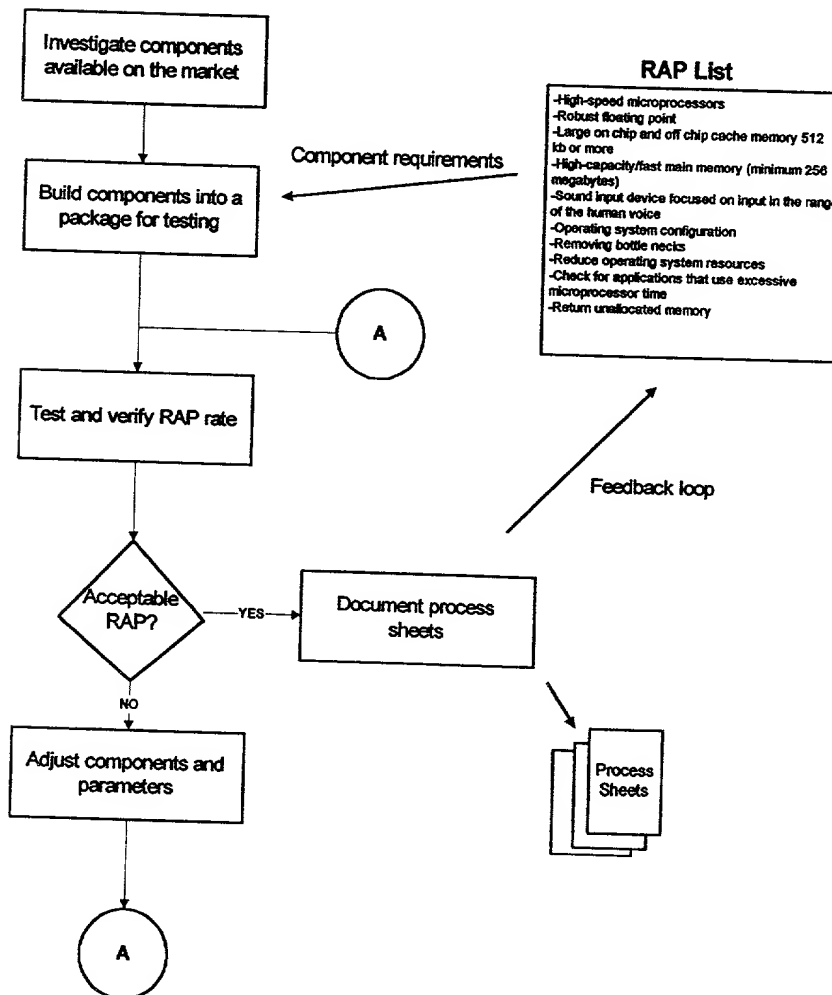 Investigate components
available on the market
RAP List
-High-speed microprocessors
-Robust floating point
-Large on chip and off chip cache memory 512
kb or more
-High-capacity/fast main memory (minimum 256
megabytes)
-Sound input device focused on input in the rang
of the human voice
-Operating system configuration
-Removing bottle necks
-Reduce operating system resources
-Check for applications that use excessive
microprocessor time
-Return unallocated memory
Component requirements
Build components into a
package for testing
A
Test and verify RAP rate
Feedback loop
Acceptable
RAP?
YES
Document process
sheets
NO
Adjust components and
parameters
Process
Sheets
A